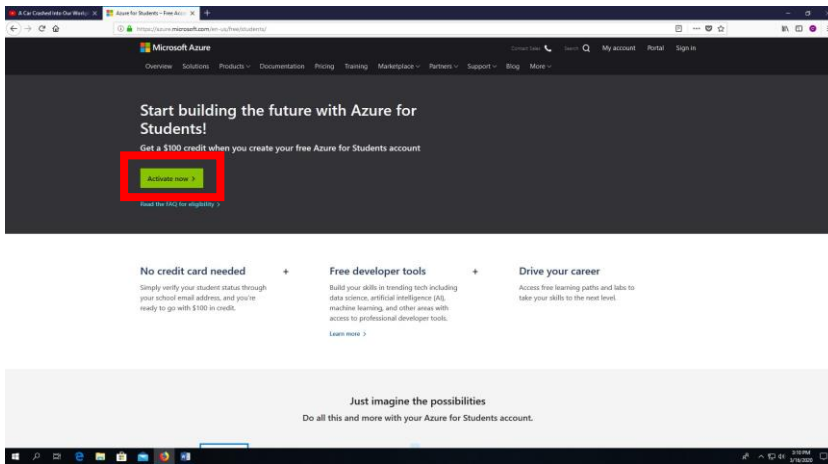 A Car Crashed Into Our Worksp
Azure for Students – Free Acco
https://azure.microsoft.com/en-us/free/students/
Microsoft Azure
Contact Sales Search My account Portal Sign in
Overview Solutions Products Documentation Pricing Training Marketplace Partners Support Blog More
Start building the future with Azure for
Students!
Get a $100 credit when you create your free Azure for Students account
Activate now >
Read the FAQ for eligibility >
No credit card needed + Free developer tools + Drive your career
Simply verify your student status through
your school email address, and you're
ready to go with $100 in credit.
Build your skills in trending tech including
data science, artificial intelligence (AI),
machine learning, and other areas with
access to professional developer tools.
Learn more >
Access free learning paths and labs to
take your skills to the next level.
Just imagine the possibilities
Do all this and more with your Azure for Students account.
3:10 PM
3/16/2020